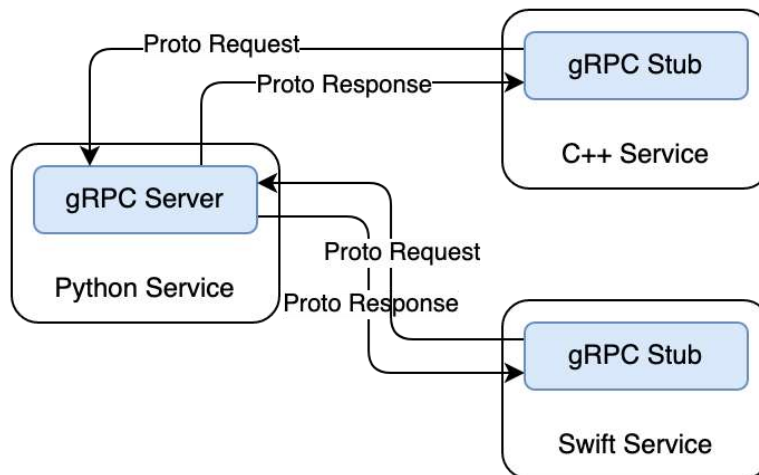 Proto Request
gRPC Stub
Proto Response
C++ Service
gRPC Server
Proto Request
Python Service
Proto Response
gRPC Stub
Swift Service